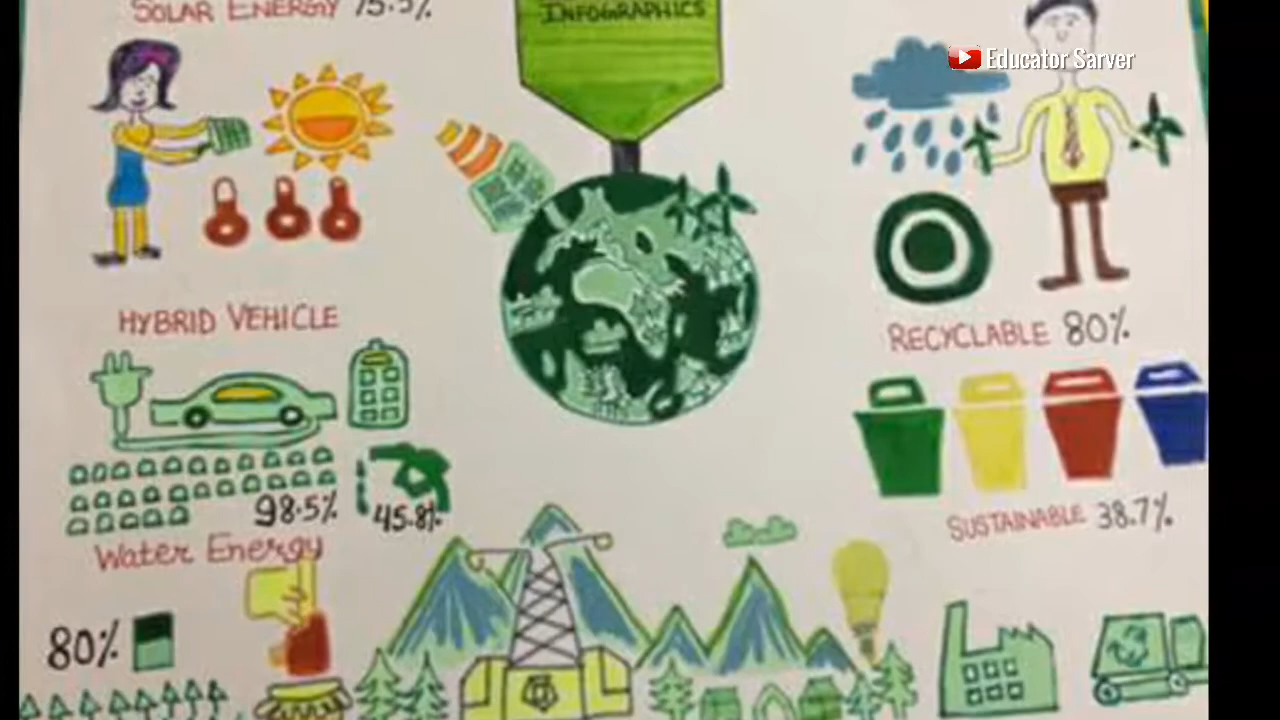 SOLAR ENERGY 75.5%
INFOGRAPHICS
Educator Sarver
HYBRID VEHICLE
RECYCLABLE 80%
98.5%
45.8%
SUSTAINABLE 38.7%
Water Energy
80%